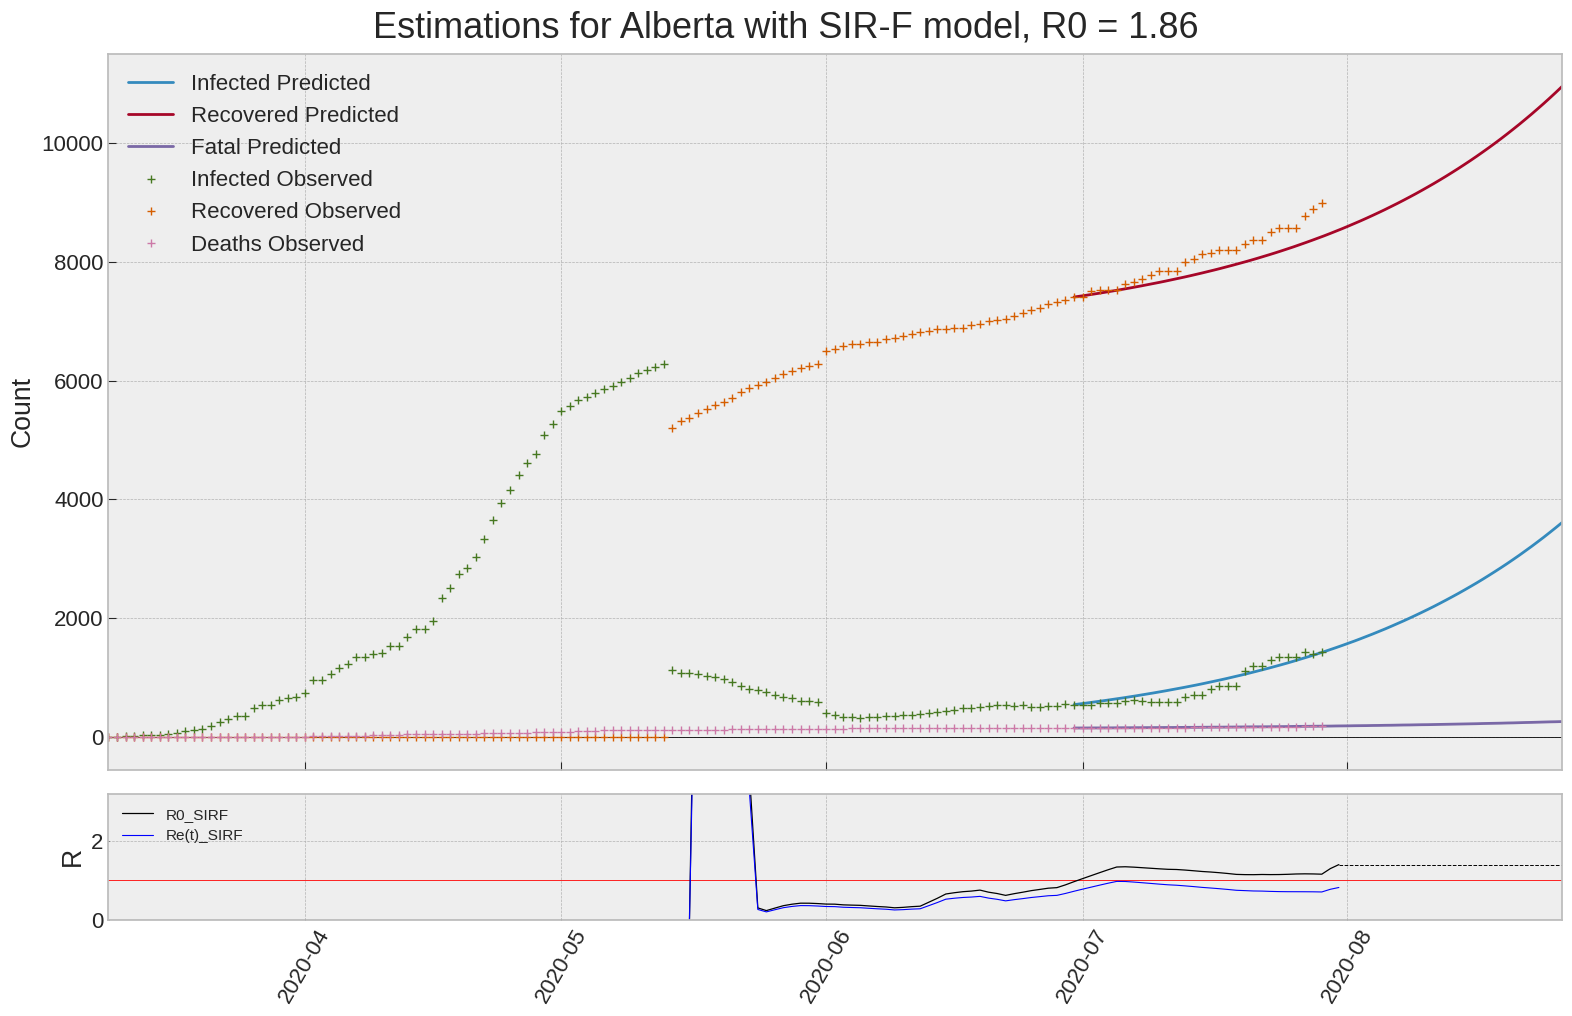 Estimations for Alberta with SIR-F model, R0 = 1.86
Infected Predicted
Recovered Predicted
Fatal Predicted
Infected Observed
Recovered Observed
Deaths Observed
10000
8000
6000
4000
2000
0
Count
R0_SIRF
Re(t)_SIRF
2
0
R
2020-04
2020-05
2020-06
2020-07
2020-08